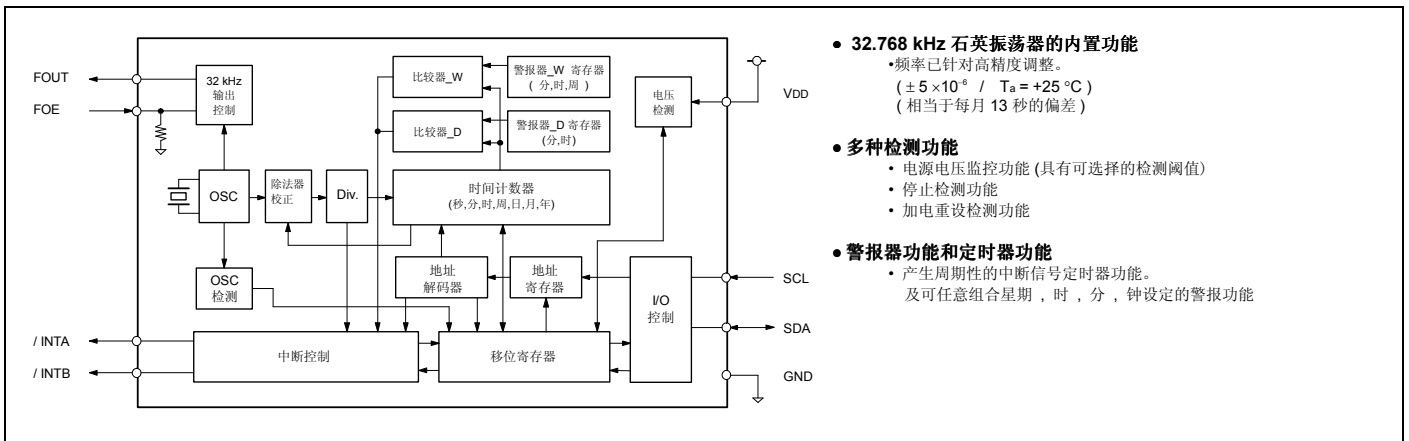 FOUT
FOE
32 kHz
输出
控制
比较器_W
警报器_W 寄存器
( 分,时,周 )
比较器_D
警报器_D 寄存器
(分,时)
电压
检测
VDD
OSC
除法器
校正
Div.
时间计数器
(秒,分,时,周,日,月,年)
OSC
检测
地址
解码器
地址
寄存器
I/O
控制
SCL
SDA
/ INTA
/ INTB
中断控制
移位寄存器
GND
● 32.768 kHz 石英振荡器的内置功能
•频率已针对高精度调整。
( ± 5 ×10⁻⁶ / Ta = +25 °C )
( 相当于每月 13 秒的偏差 )
● 多种检测功能
• 电源电压监控功能 (具有可选择的检测阈值)
• 停止检测功能
• 加电重设检测功能
● 警报器功能和定时器功能
• 产生周期性的中断信号定时器功能。
及可任意组合星期 , 时 , 分 , 钟设定的警报功能